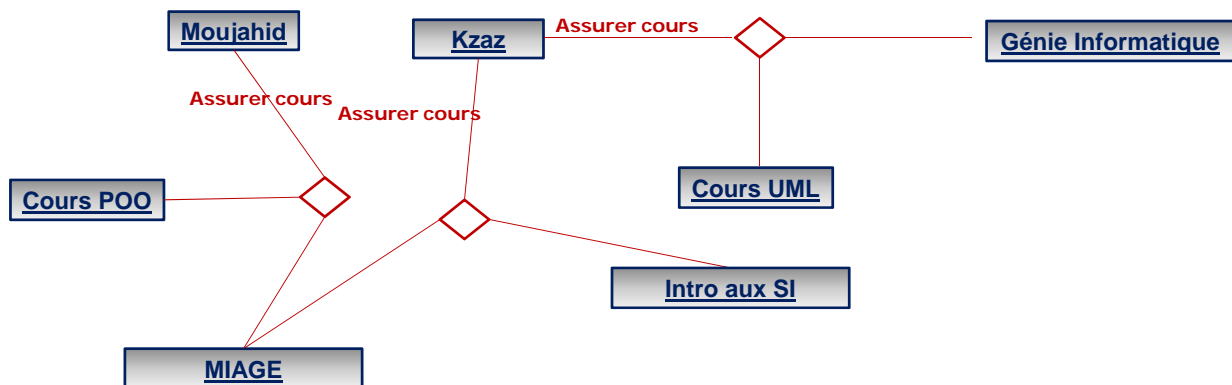 Moujahid
Kzaz
Assurer cours
Génie Informatique
Assurer cours
Assurer cours
Cours POO
Cours UML
Intro aux SI
MIAGE